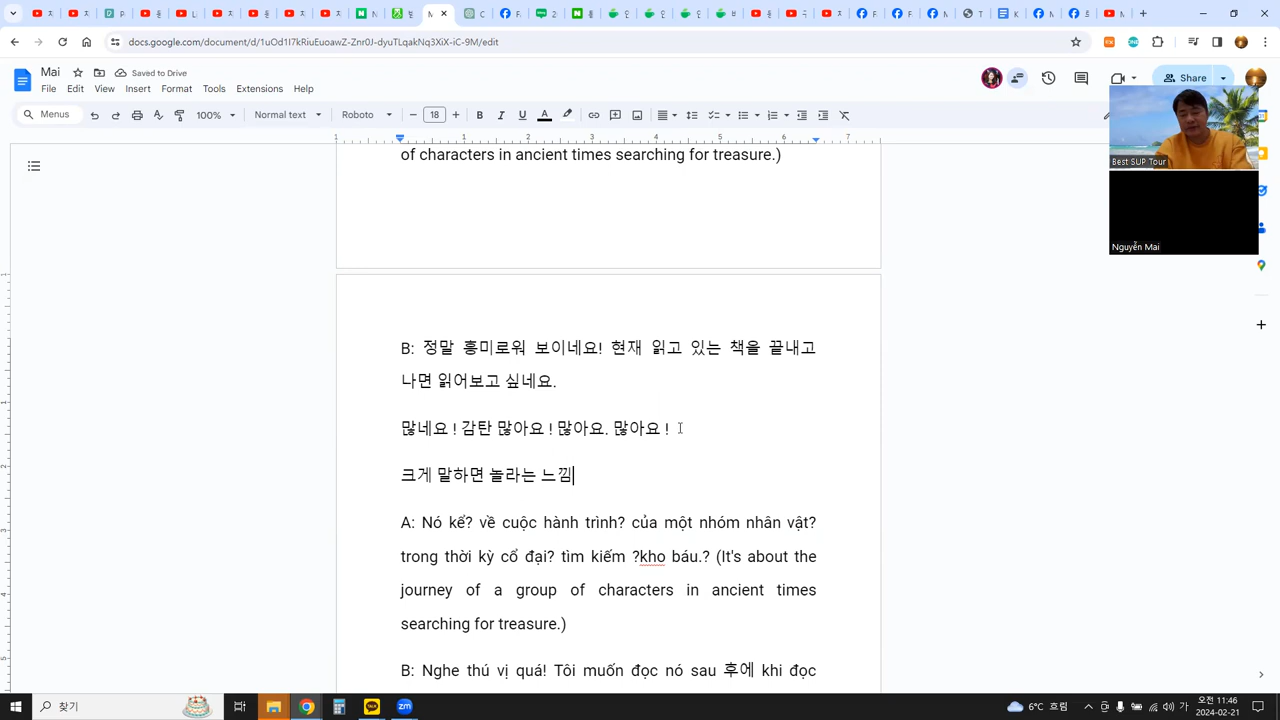 docs.google.com/document/d/1uOd1I7kRiuEuoawZ-Znr0J-dyuTLqakNq3XiX-iC-9M/edit
Mai
Saved to Drive
Share
File Edit View Insert Format Tools Extensions Help
Menus
100%
Normal text
Roboto
18
Best SUP Tour
Nguyễn Mai
of characters in ancient times searching for treasure.)
B: 정말 흥미로워 보이네요! 현재 읽고 있는 책을 끝내고
나면 읽어보고 싶네요.
많네요 ! 감탄 많아요 ! 많아요. 많아요 !
크게 말하면 놀라는 느낌
A: Nó kể? về cuộc hành trình? của một nhóm nhân vật?
trong thời kỳ cổ đại? tìm kiếm ?kho báu.? (It's about the
journey of a group of characters in ancient times
searching for treasure.)
B: Nghe thú vị quá! Tôi muốn đọc nó sau 후에 khi đọc
찾기
6°C 흐림
가
오전 11:46
2024-02-21